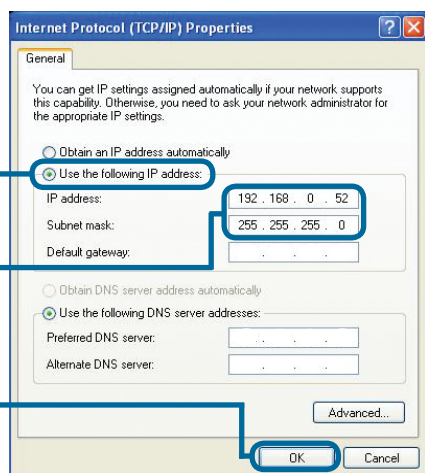 Internet Protocol (TCP/IP) Properties
General
You can get IP settings assigned automatically if your network supports
this capability. Otherwise, you need to ask your network administrator for
the appropriate IP settings.
Obtain an IP address automatically
Use the following IP address:
IP address: 192 . 168 . 0 . 52
Subnet mask: 255 . 255 . 255 . 0
Default gateway: . . .
Obtain DNS server address automatically
Use the following DNS server addresses:
Preferred DNS server: . . .
Alternate DNS server: . . .
Advanced...
OK Cancel